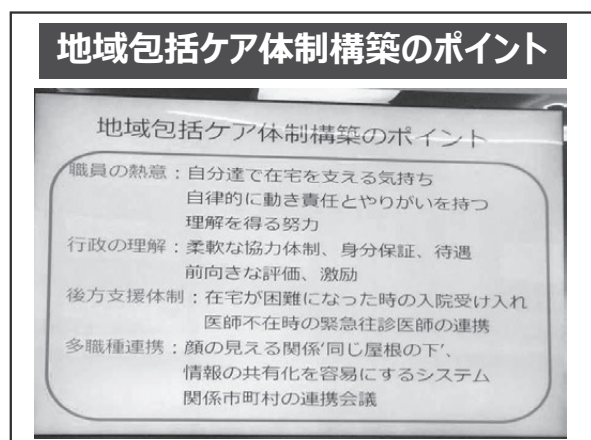 地域包括ケア体制構築のポイント
地域包括ケア体制構築のポイント
職員の熱意：自分達で在宅を支える気持ち
自律的に動き責任とやりがいを持つ
理解を得る努力
行政の理解：柔軟な協力体制、身分保証、待遇
前向きな評価、激励
後方支援体制：在宅が困難になった時の入院受け入れ
医師不在時の緊急往診医師の連携
多職種連携：顔の見える関係‘同じ屋根の下’、
情報の共有化を容易にするシステム
関係市町村の連携会議